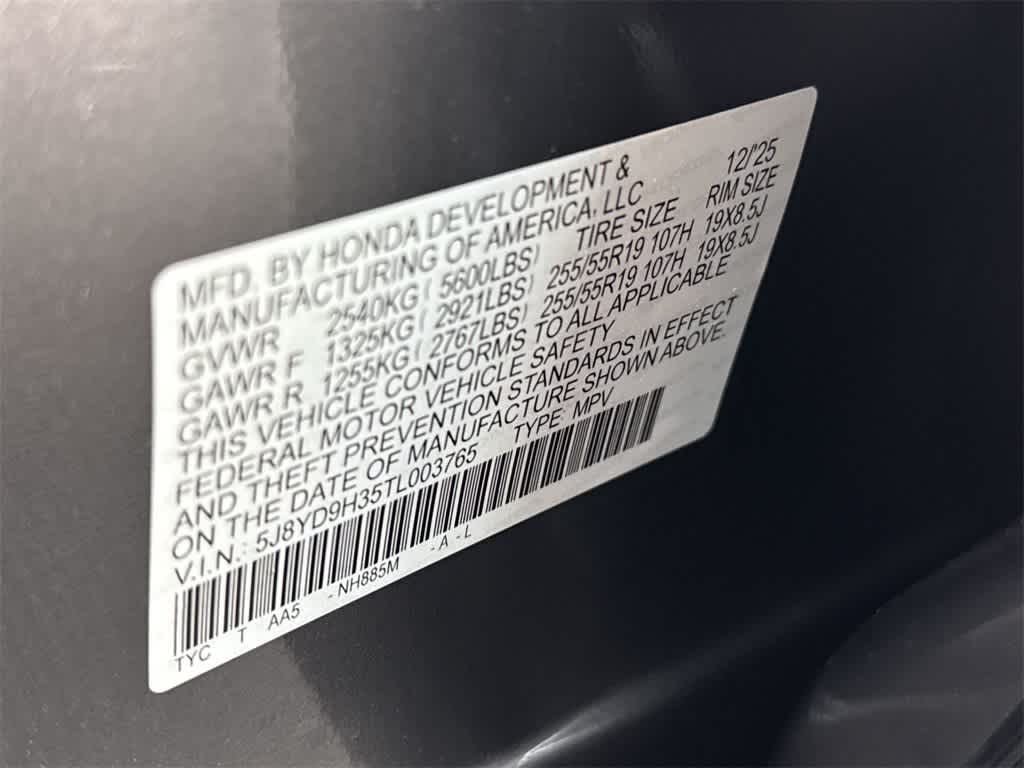 MFD. BY HONDA DEVELOPMENT & 12/'25
MANUFACTURING OF AMERICA, LLC
TIRE SIZE RIM SIZE
GVWR 2540KG( 5600LBS)
GAWR F 1325KG( 2921LBS) 255/55R19 107H 19X8.5J
GAWR R 1255KG( 2767LBS) 255/55R19 107H 19X8.5J
THIS VEHICLE CONFORMS TO ALL APPLICABLE
FEDERAL MOTOR VEHICLE SAFETY
AND THEFT PREVENTION STANDARDS IN EFFECT
ON THE DATE OF MANUFACTURE SHOWN ABOVE.
V.I.N.: 5J8YD9H35TL003765 TYPE: MPV
TYC T AA5 -NH885M -A -L